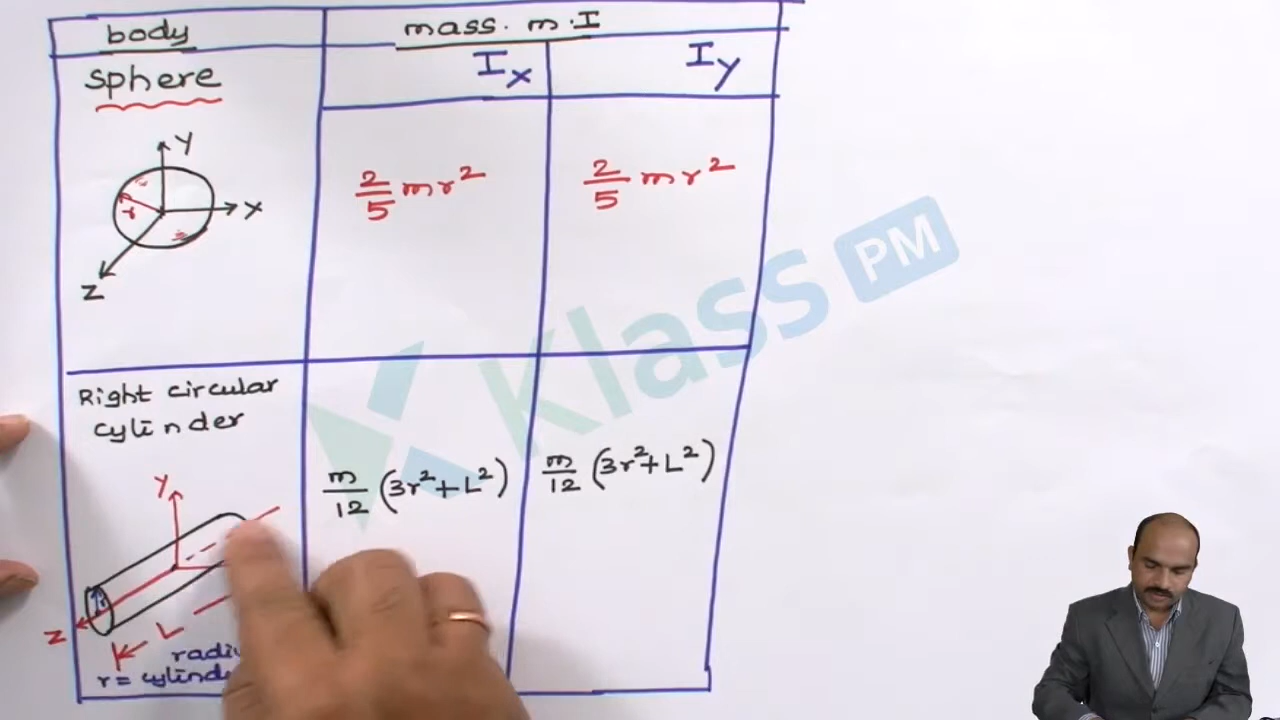 body
mass. m.I
Ix
Iy
Sphere
Y
r
X
Z
2/5 mr²
2/5 mr²
Klass PM
Right circular
cylinder
m/12 (3r²+L²)
m/12 (3r²+L²)
Y
Z
L
r =